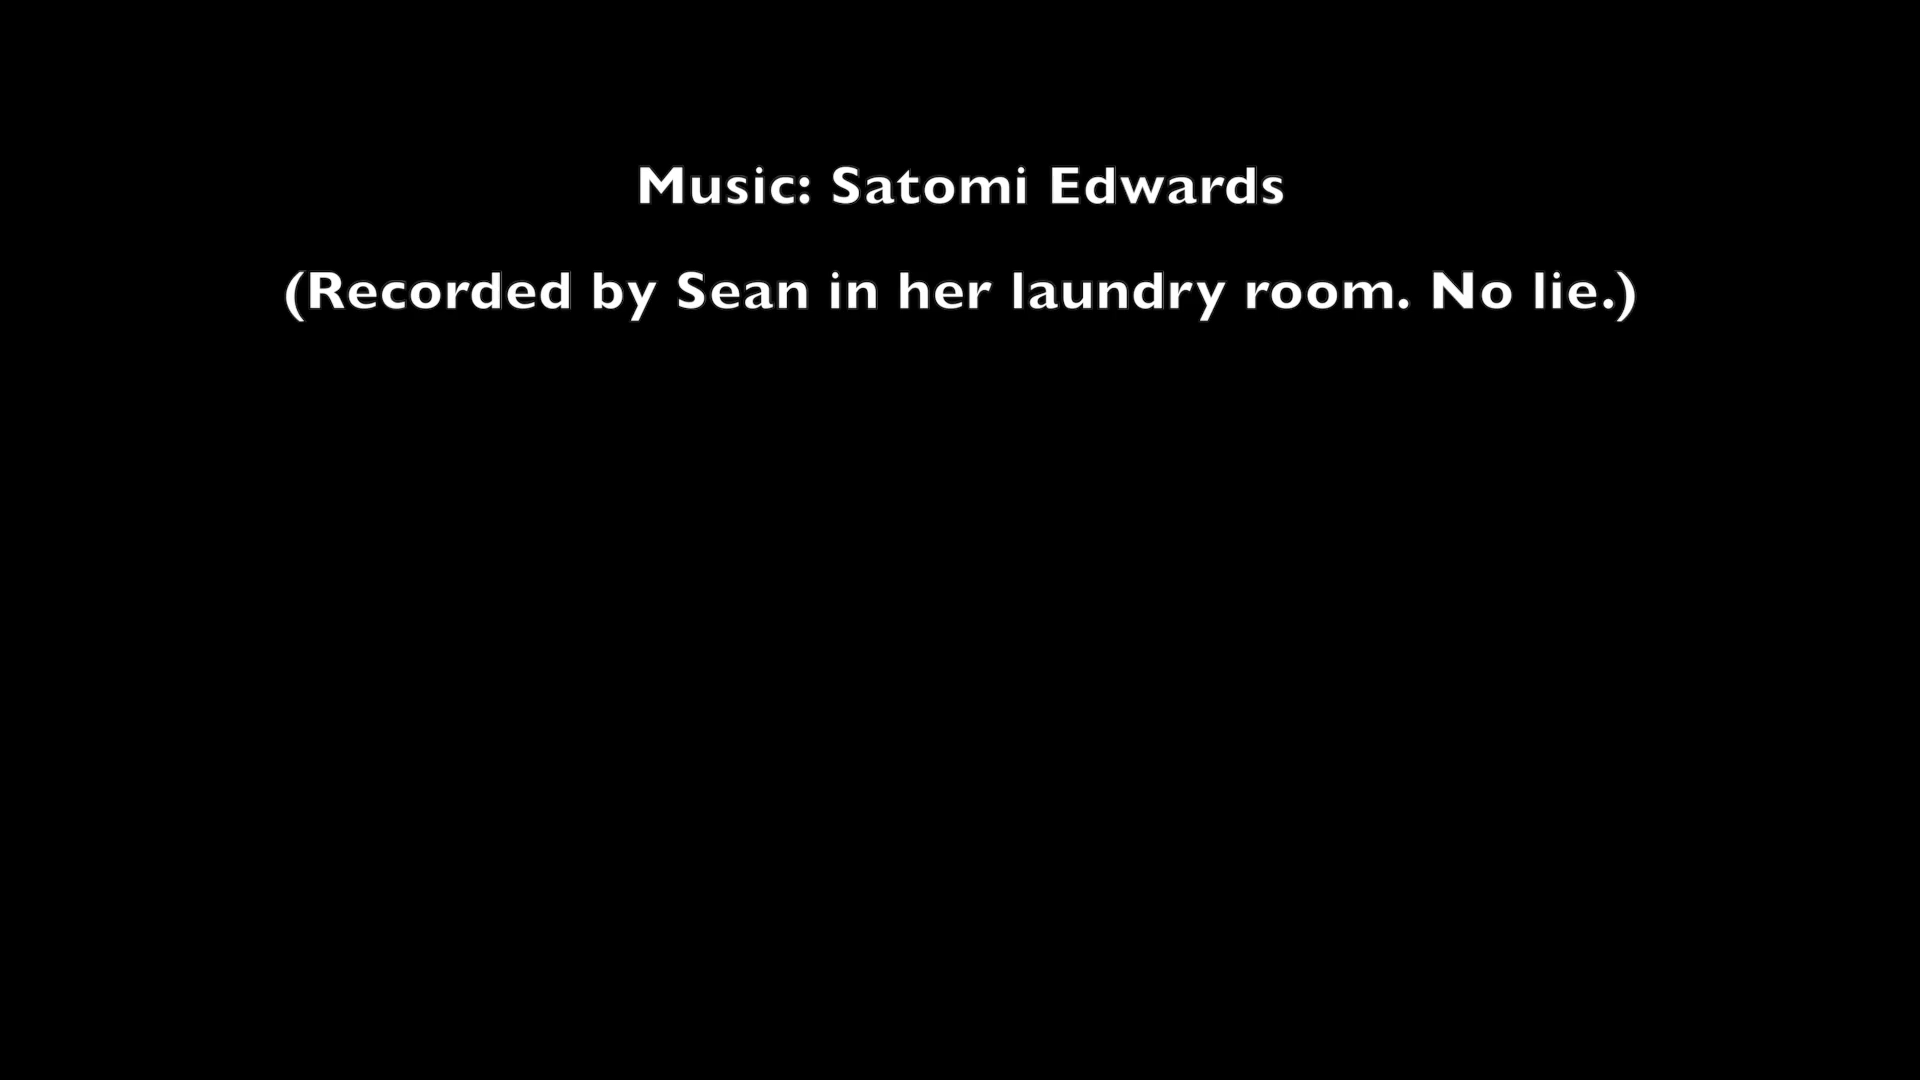 Music: Satomi Edwards
(Recorded by Sean in her laundry room. No lie.)